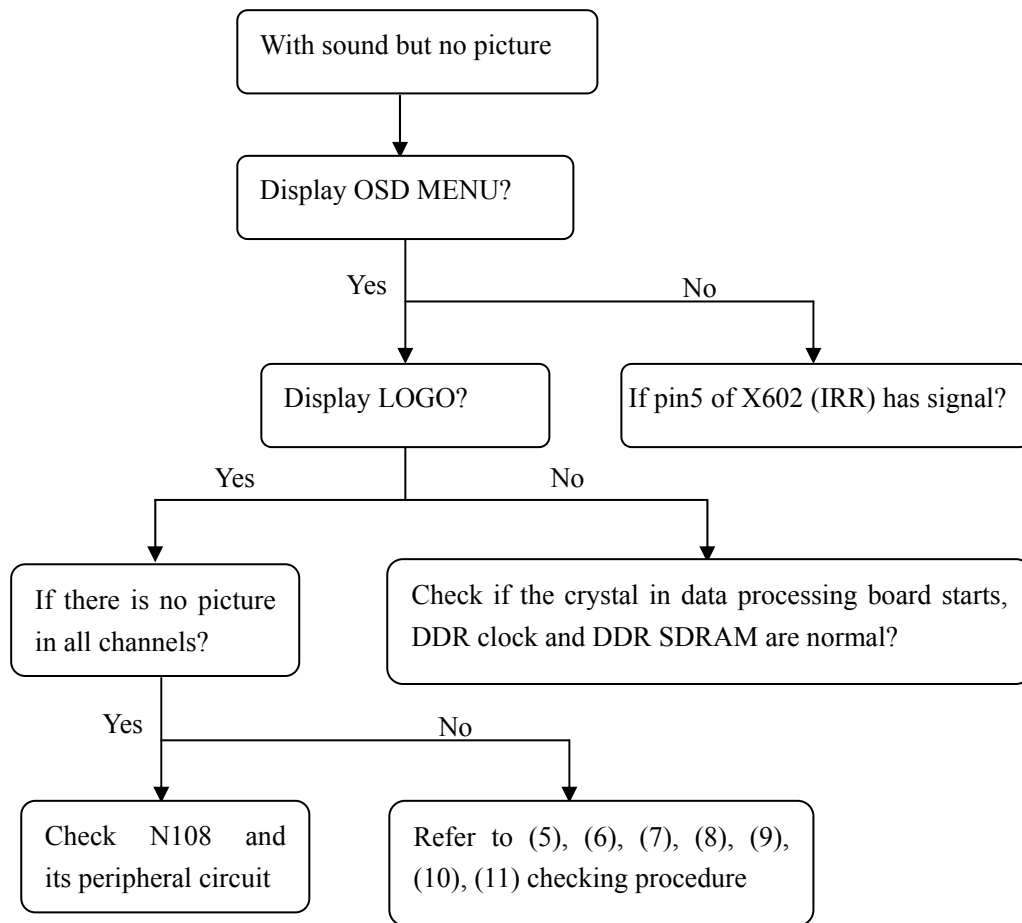 With sound but no picture
Display OSD MENU?
Yes
No
Display LOGO?
If pin5 of X602 (IRR) has signal?
Yes
No
If there is no picture
in all channels?
Check if the crystal in data processing board starts,
DDR clock and DDR SDRAM are normal?
Yes
No
Check N108 and
its peripheral circuit
Refer to (5), (6), (7), (8), (9),
(10), (11) checking procedure